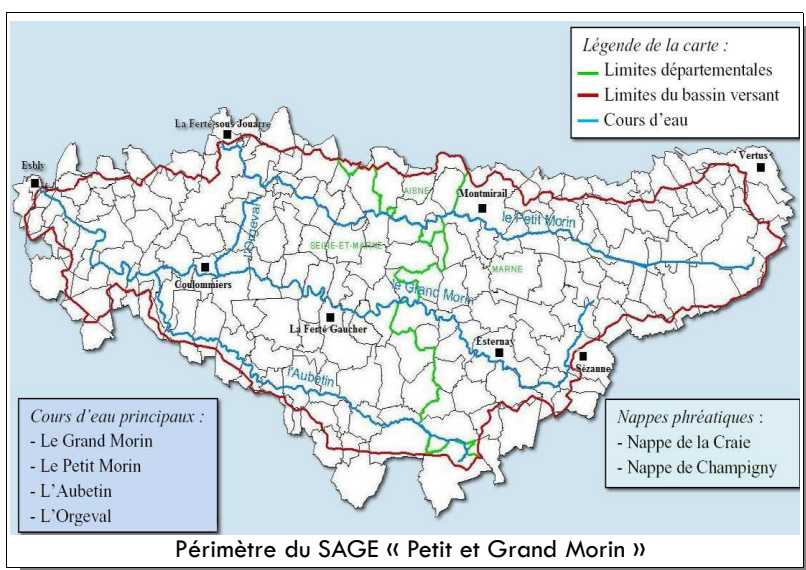 Légende de la carte :
Limites départementales
Limites du bassin versant
Cours d'eau
La Ferté sous Jouarre
Esbly
Vertus
AISNE
Montmirail
le Petit Morin
l'Orgeval
SEINE-ET-MARNE
MARNE
Coulommiers
le Grand Morin
La Ferté Gaucher
Esternay
Sézanne
l'Aubetin
Cours d'eau principaux :
- Le Grand Morin
- Le Petit Morin
- L'Aubetin
- L'Orgeval
Nappes phréatiques :
- Nappe de la Craie
- Nappe de Champigny
Périmètre du SAGE « Petit et Grand Morin »